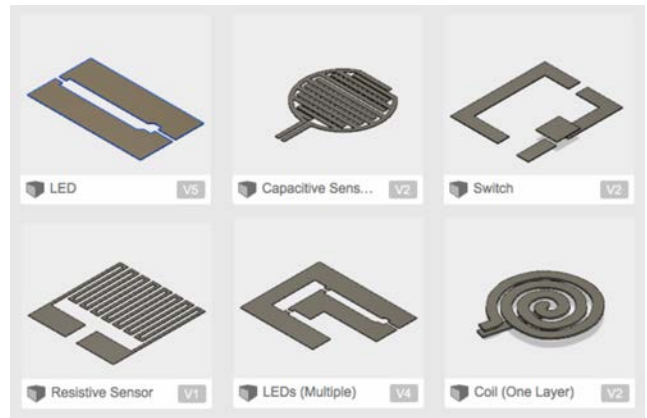 LED V5
Capacitive Sens... V2
Switch V2
Resistive Sensor V1
LEDs (Multiple) V4
Coil (One Layer) V2